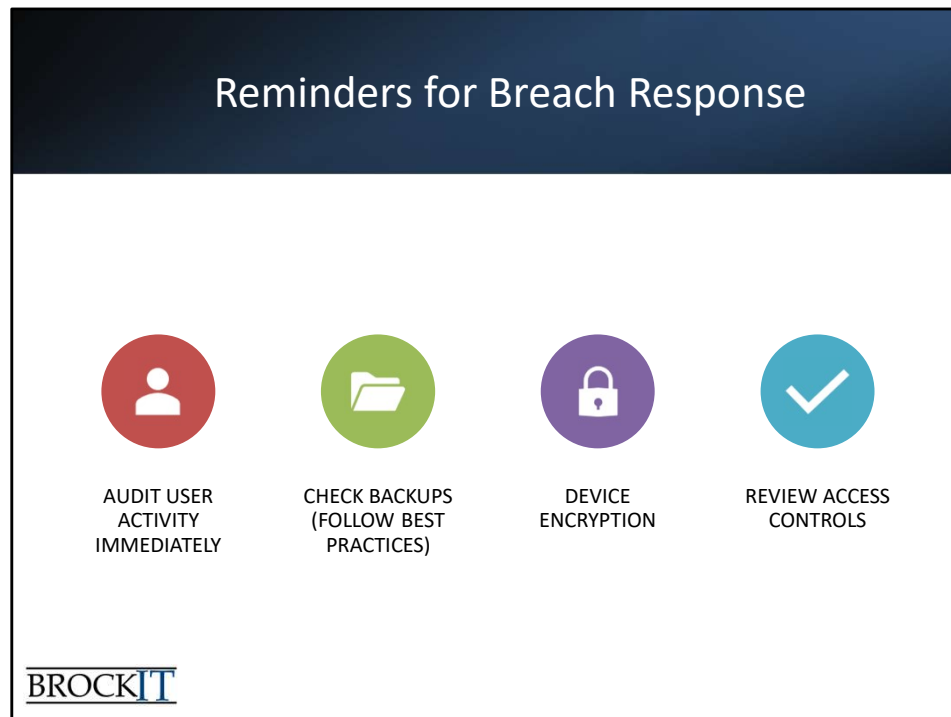 Reminders for Breach Response
AUDIT USER
ACTIVITY
IMMEDIATELY
CHECK BACKUPS
(FOLLOW BEST
PRACTICES)
DEVICE
ENCRYPTION
REVIEW ACCESS
CONTROLS
BROCKIT